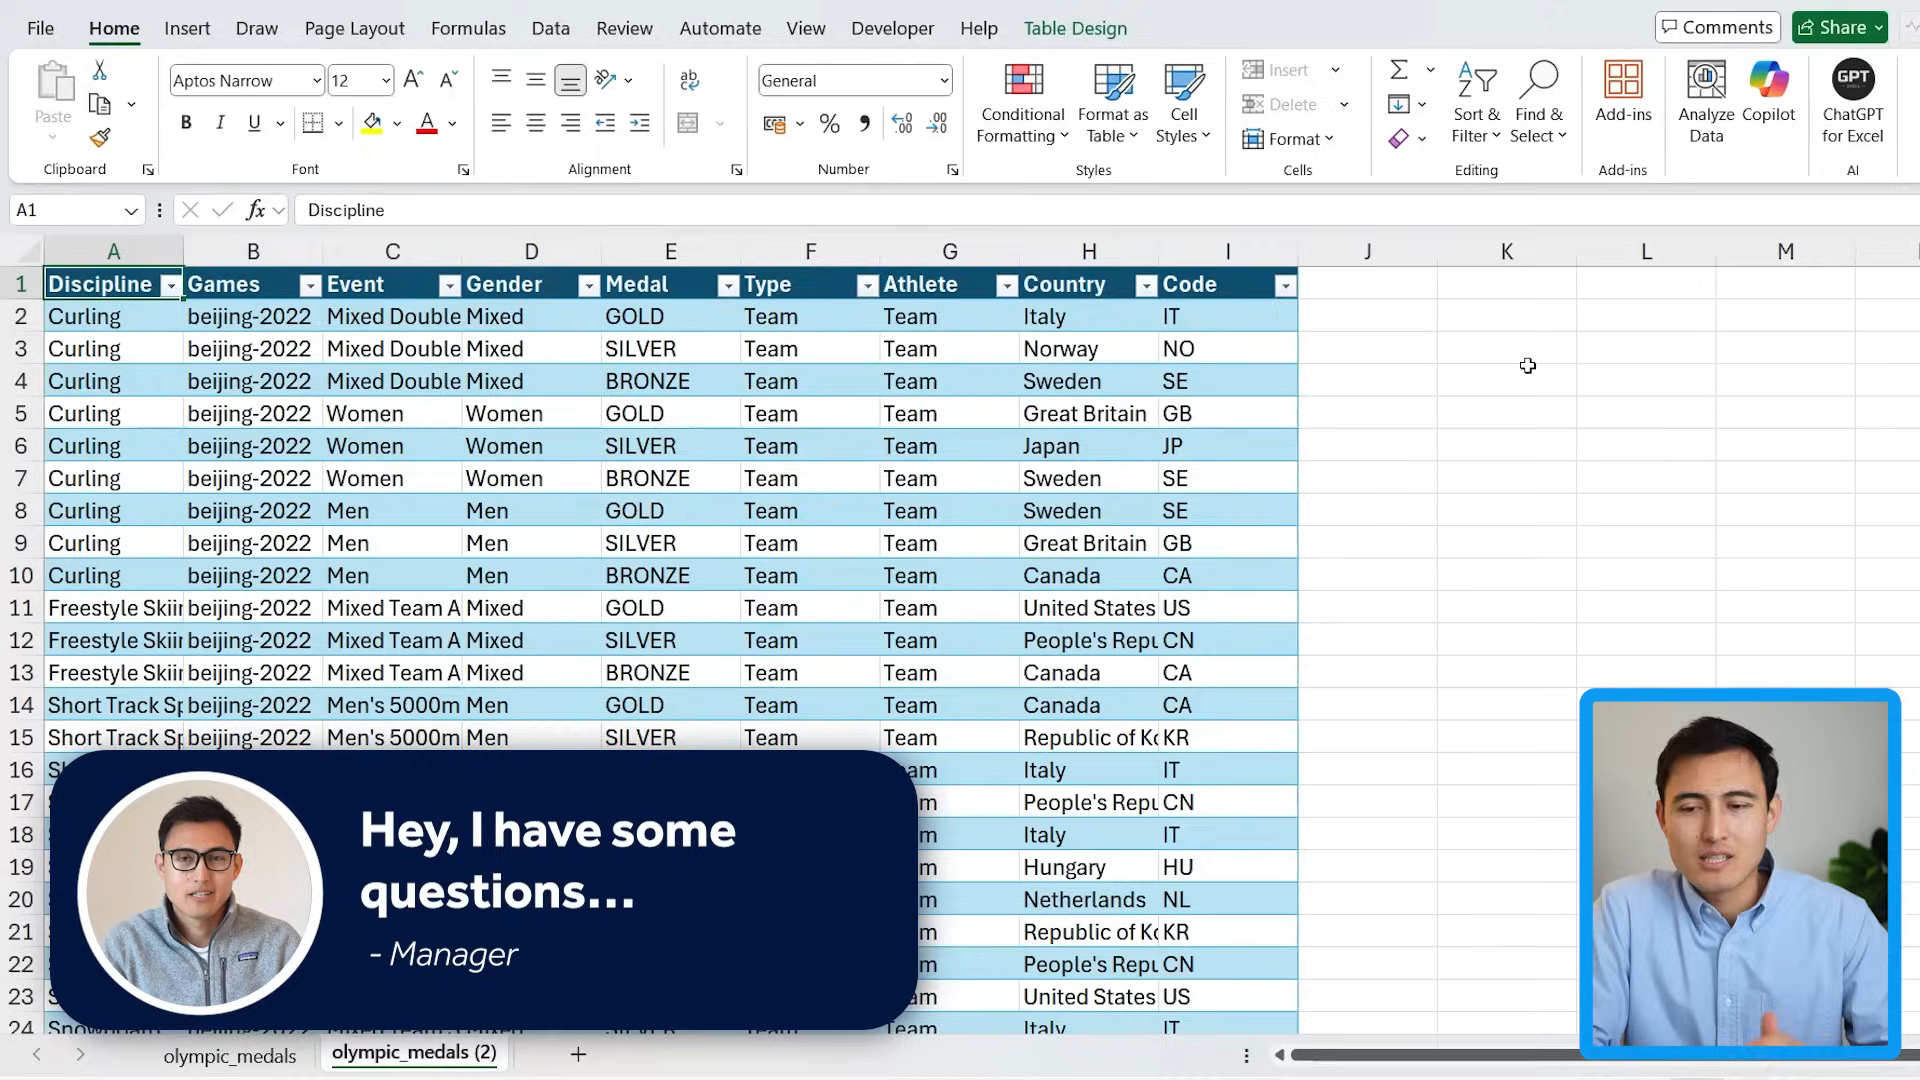 File Home Insert Draw Page Layout Formulas Data Review Automate View Developer Help Table Design Comments Share
Aptos Narrow 12 General
Paste
Conditional Formatting
Format as Table
Cell Styles
Insert
Delete
Format
Sort & Filter
Find & Select
Add-ins
Analyze Data
Copilot
GPT
ChatGPT for Excel
Clipboard Font Alignment Number Styles Cells Editing Add-ins AI
A1 fx Discipline
A B C D E F G H I J K L M
1 Discipline Games Event Gender Medal Type Athlete Country Code
2 Curling beijing-2022 Mixed Double Mixed GOLD Team Team Italy IT
3 Curling beijing-2022 Mixed Double Mixed SILVER Team Team Norway NO
4 Curling beijing-2022 Mixed Double Mixed BRONZE Team Team Sweden SE
5 Curling beijing-2022 Women Women GOLD Team Team Great Britain GB
6 Curling beijing-2022 Women Women SILVER Team Team Japan JP
7 Curling beijing-2022 Women Women BRONZE Team Team Sweden SE
8 Curling beijing-2022 Men Men GOLD Team Team Sweden SE
9 Curling beijing-2022 Men Men SILVER Team Team Great Britain GB
10 Curling beijing-2022 Men Men BRONZE Team Team Canada CA
11 Freestyle Skiin beijing-2022 Mixed Team A Mixed GOLD Team Team United States US
12 Freestyle Skiin beijing-2022 Mixed Team A Mixed SILVER Team Team People's Repu CN
13 Freestyle Skiin beijing-2022 Mixed Team A Mixed BRONZE Team Team Canada CA
14 Short Track Sp beijing-2022 Men's 5000m Men GOLD Team Team Canada CA
15 Short Track Sp beijing-2022 Men's 5000m Men SILVER Team Team Republic of Ko KR
16 am Italy IT
17 m People's Repu CN
18 m Italy IT
19 m Hungary HU
20 m Netherlands NL
21 m Republic of Ko KR
22 m People's Repu CN
23 am United States US
24 Team Italy IT
Hey, I have some
questions...
- Manager
olympic_medals olympic_medals (2)